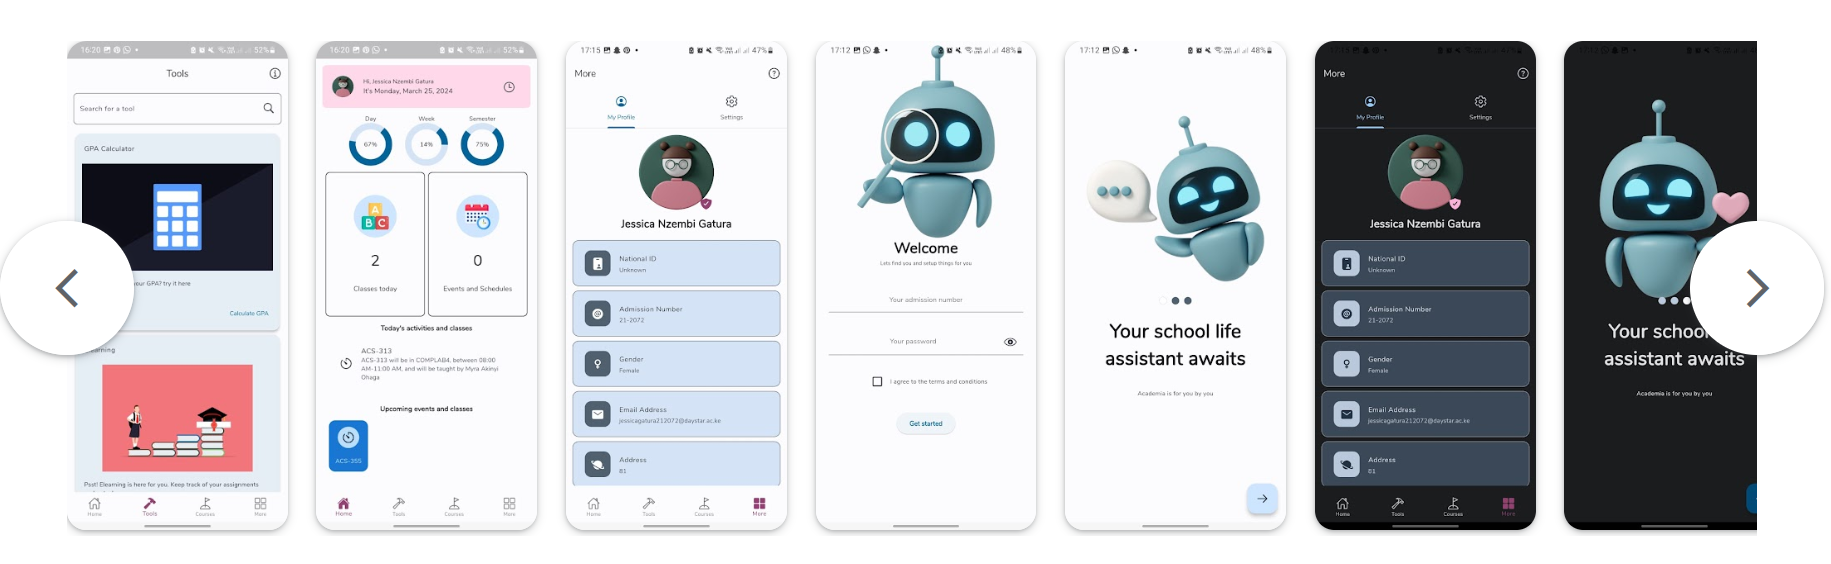 16:20
52%
Tools
Search for a tool
GPA Calculator
our GPA? try it here
Calculate GPA
earning
Psst! Elearning is here for you. Keep track of your assignments
Home
Tools
Courses
More
16:20
52%
Hi, Jessica Nzembi Gatura
It's Monday, March 25, 2024
Day
Week
Semester
67%
14%
75%
A
B C
2
Classes today
0
Events and Schedules
Today's activities and classes
ACS-313
ACS-313 will be in COMPLAB4, between 08:00
AM-11:00 AM, and will be taught by Myra Akinyi
Obaga
Upcoming events and classes
ACS-355
Home
Tools
Courses
More
17:15
47%
More
My Profile
Settings
Jessica Nzembi Gatura
National ID
Unknown
Admission Number
21-2072
Gender
Female
Email Address
jessicagatura212072@daystar.ac.ke
Address
81
Home
Tools
Courses
More
17:12
48%
Welcome
Lets find you and setup things for you
Your admission number
Your password
I agree to the terms and conditions
Get started
17:12
48%
Your school life
assistant awaits
Academia is for you by you
More
My Profile
Settings
Jessica Nzembi Gatura
National ID
Unknown
Admission Number
21-2072
Gender
Female
Email Address
jessicagatura212072@daystar.ac.ke
Address
81
Home
Tools
Courses
More
Your school
assistant awaits
Academia is for you by you